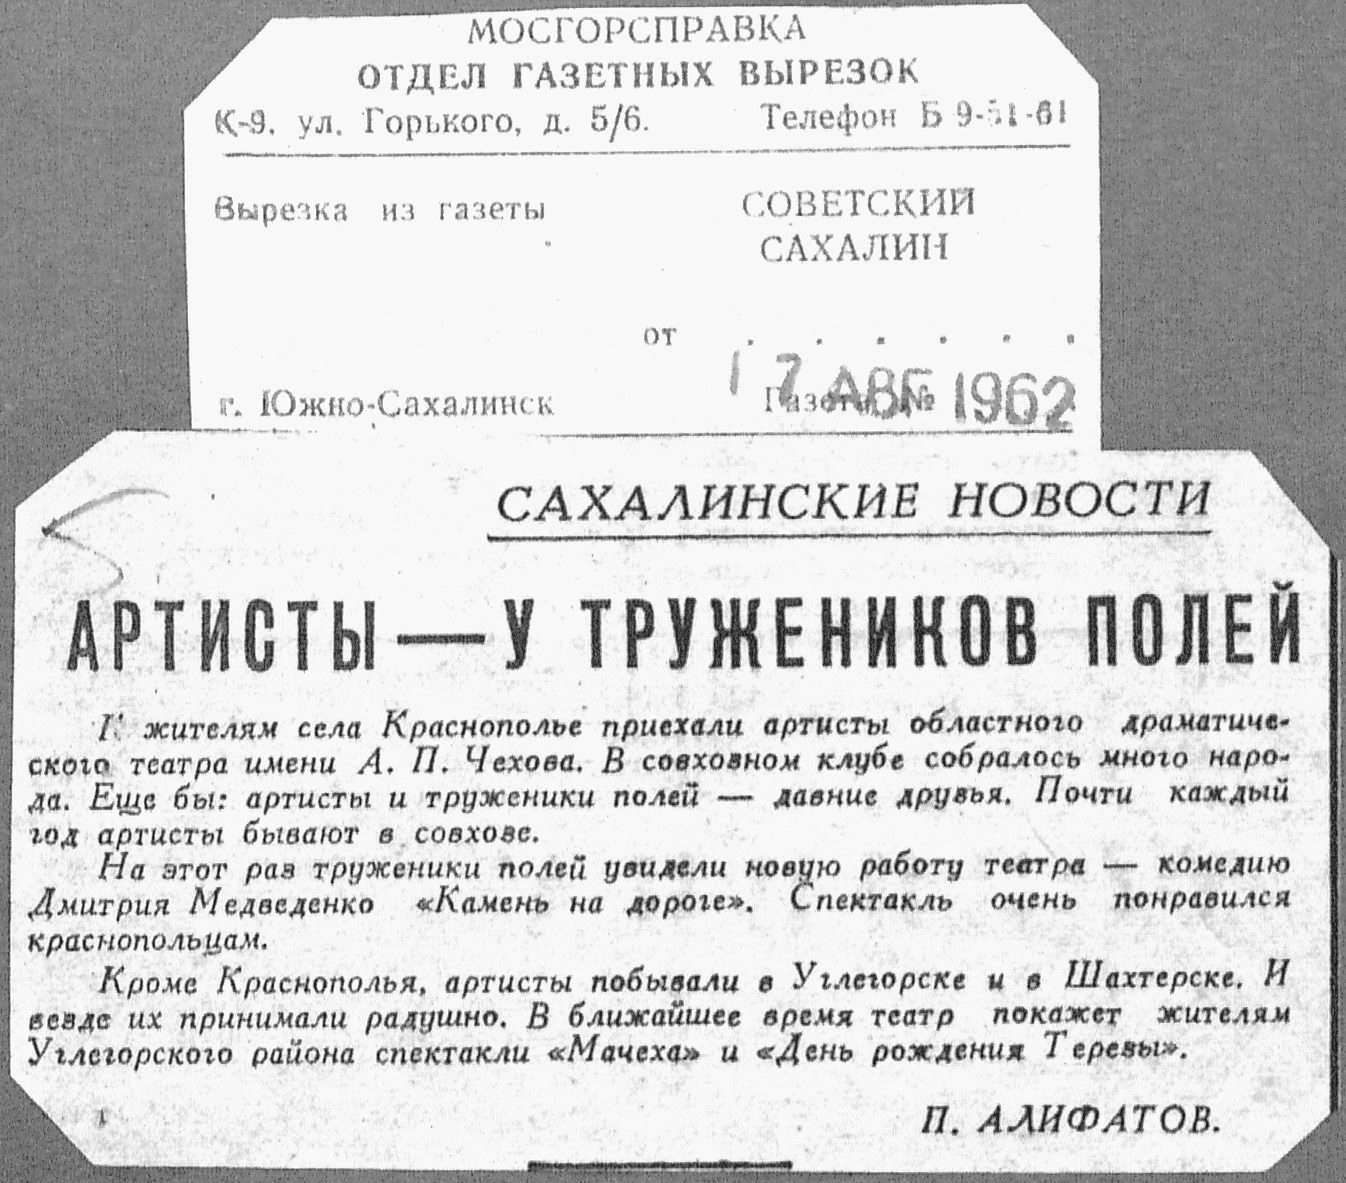 МОСГОРСПРАВКА
ОТДЕЛ ГАЗЕТНЫХ ВЫРЕЗОК
К-9. ул. Горького, д. 5/6. Телефон Б 9-51-61
Вырезка из газеты СОВЕТСКИЙ
САХАЛИН
от . . . . . .
17 АВГ 1962
г. Южно-Сахалинск Газета №
САХАЛИНСКИЕ НОВОСТИ
АРТИСТЫ — У ТРУЖЕНИКОВ ПОЛЕЙ
К жителям села Краснополье приехали артисты областного драматиче-
ского театра имени А. П. Чехова. В совхозном клубе собралось много наро-
да. Еще бы: артисты и труженики полей — давние друзья. Почти каждый
год артисты бывают в совхозе.
На этот раз труженики полей увидели новую работу театра — комедию
Дмитрия Медведенко «Камень на дороге». Спектакль очень понравился
краснопольцам.
Кроме Краснополья, артисты побывали в Углегорске и в Шахтерске. И
везде их принимали радушно. В ближайшее время театр покажет жителям
Углегорского района спектакли «Мачеха» и «День рождения Терезы».
П. АЛИФАТОВ.